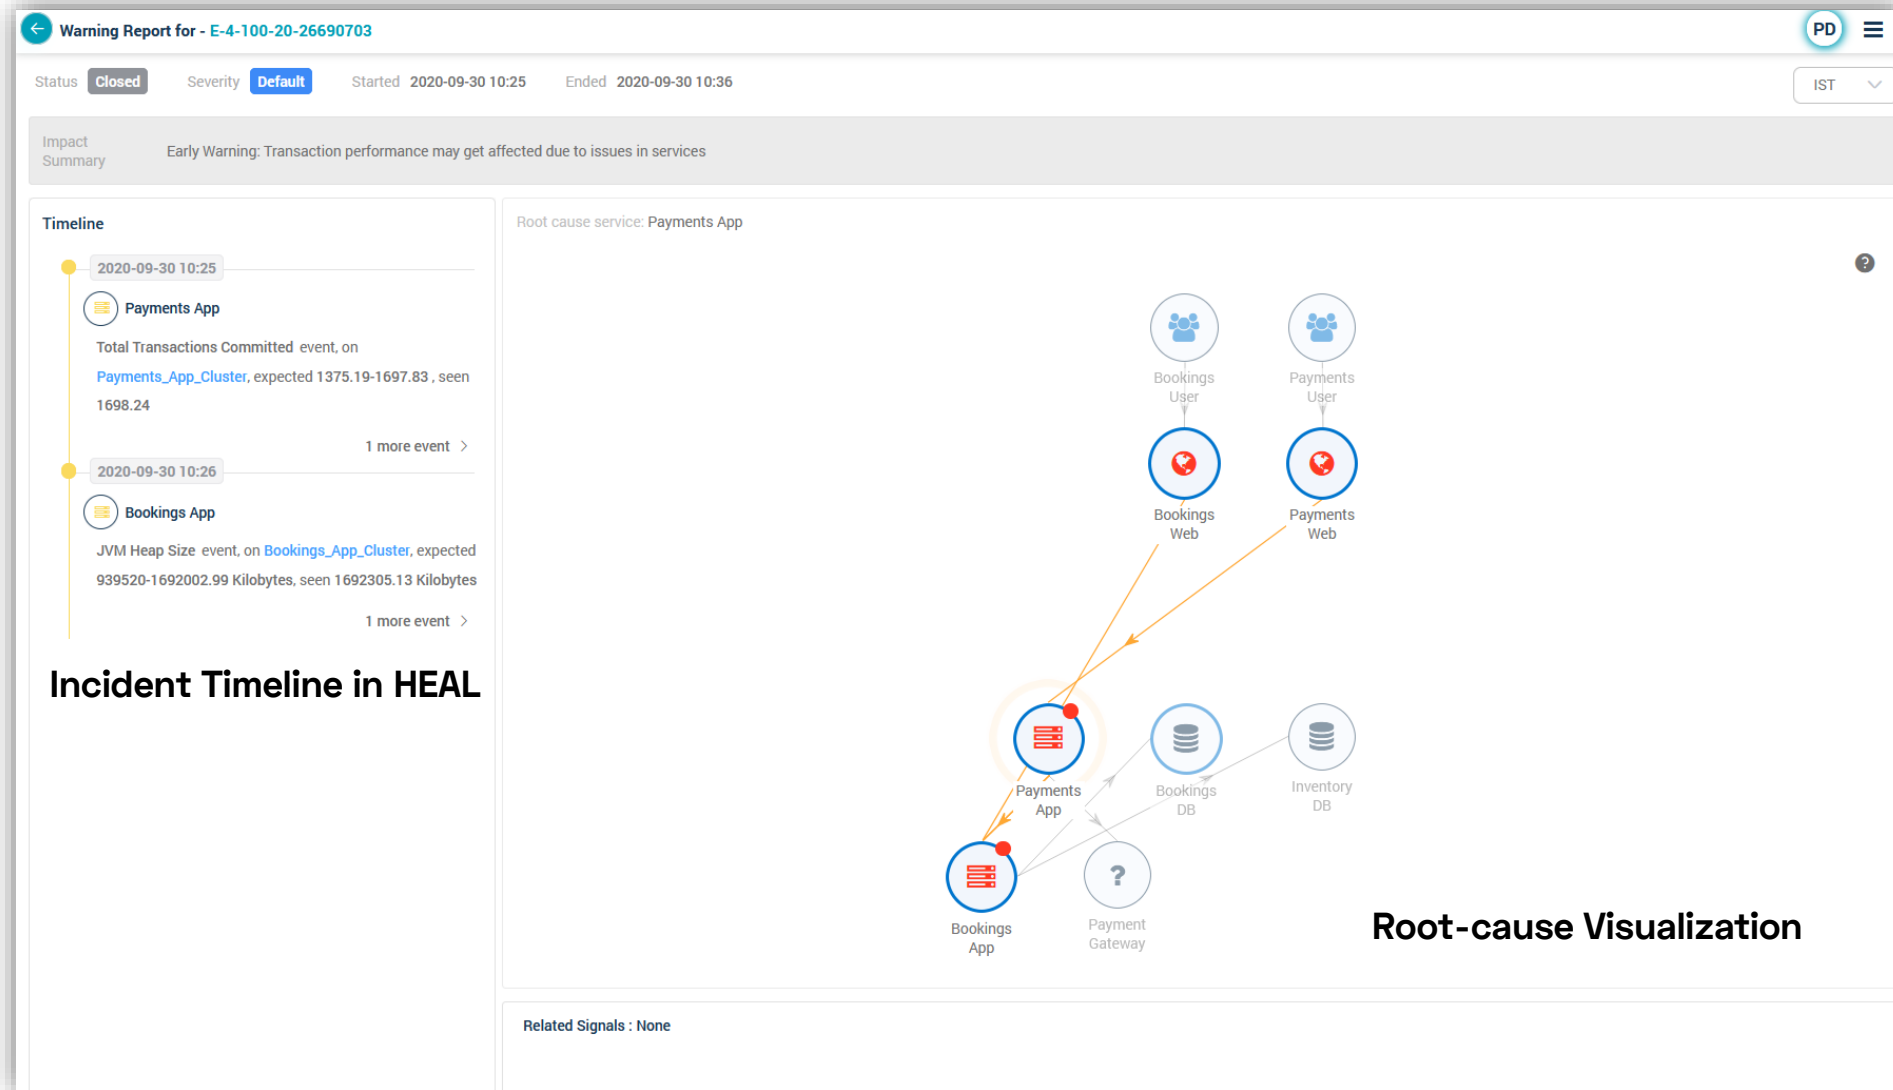 Warning Report for - E-4-100-20-26690703
PD
Status Closed Severity Default Started 2020-09-30 10:25 Ended 2020-09-30 10:36
IST
Impact
Summary
Early Warning: Transaction performance may get affected due to issues in services
Timeline
2020-09-30 10:25
Payments App
Total Transactions Committed event, on
Payments_App_Cluster, expected 1375.19-1697.83 , seen
1698.24
1 more event >
2020-09-30 10:26
Bookings App
JVM Heap Size event, on Bookings_App_Cluster, expected
939520-1692002.99 Kilobytes, seen 1692305.13 Kilobytes
1 more event >
Incident Timeline in HEAL
Root cause service: Payments App
?
Bookings
User
Payments
User
Bookings
Web
Payments
Web
Payments
App
Bookings
DB
Inventory
DB
Bookings
App
?
Payment
Gateway
Root-cause Visualization
Related Signals : None